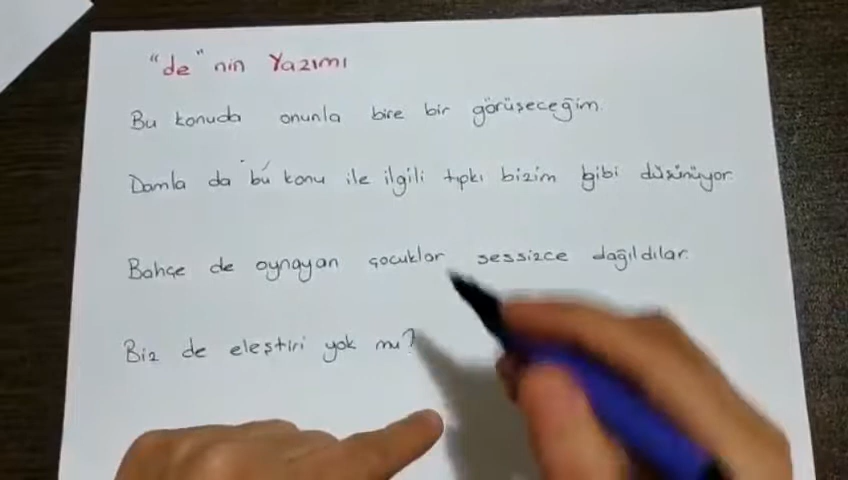 "de" nin Yazımı
Bu konuda onunla bire bir görüşeceğim.
Damla da bu konu ile ilgili tıpkı bizim gibi düşünüyor.
Bahçe de oynayan çocuklar sessizce dağıldılar.
Biz de eleştiri yok mu?